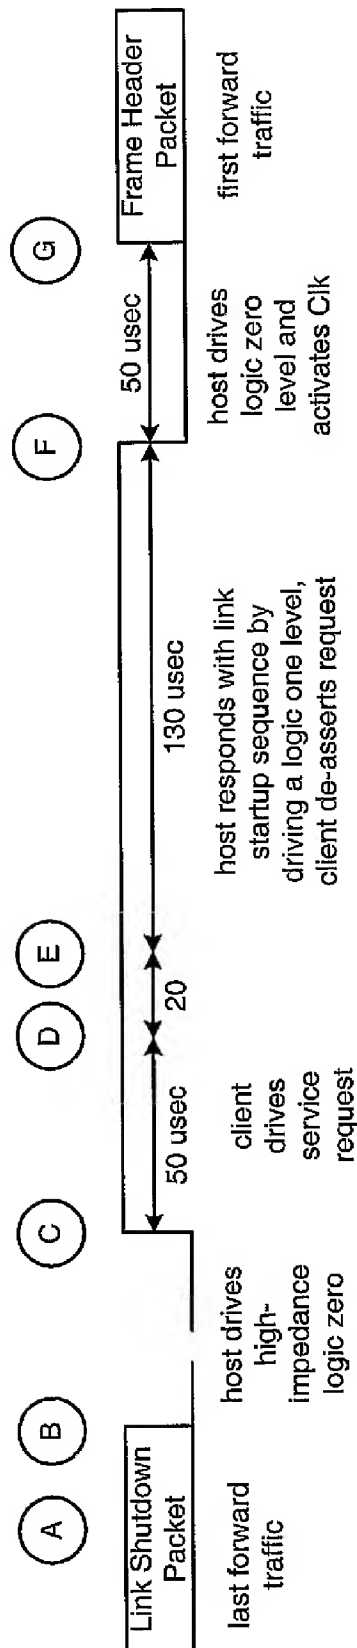 A
B
C
D
E
F
G
Link Shutdown
Packet
50 usec
20
130 usec
50 usec
Frame Header
Packet
last forward
traffic
host drives
high-
impedance
logic zero
client
drives
service
request
host responds with link
startup sequence by
driving a logic one level,
client de-asserts request
host drives
logic zero
level and
activates Clk
first forward
traffic